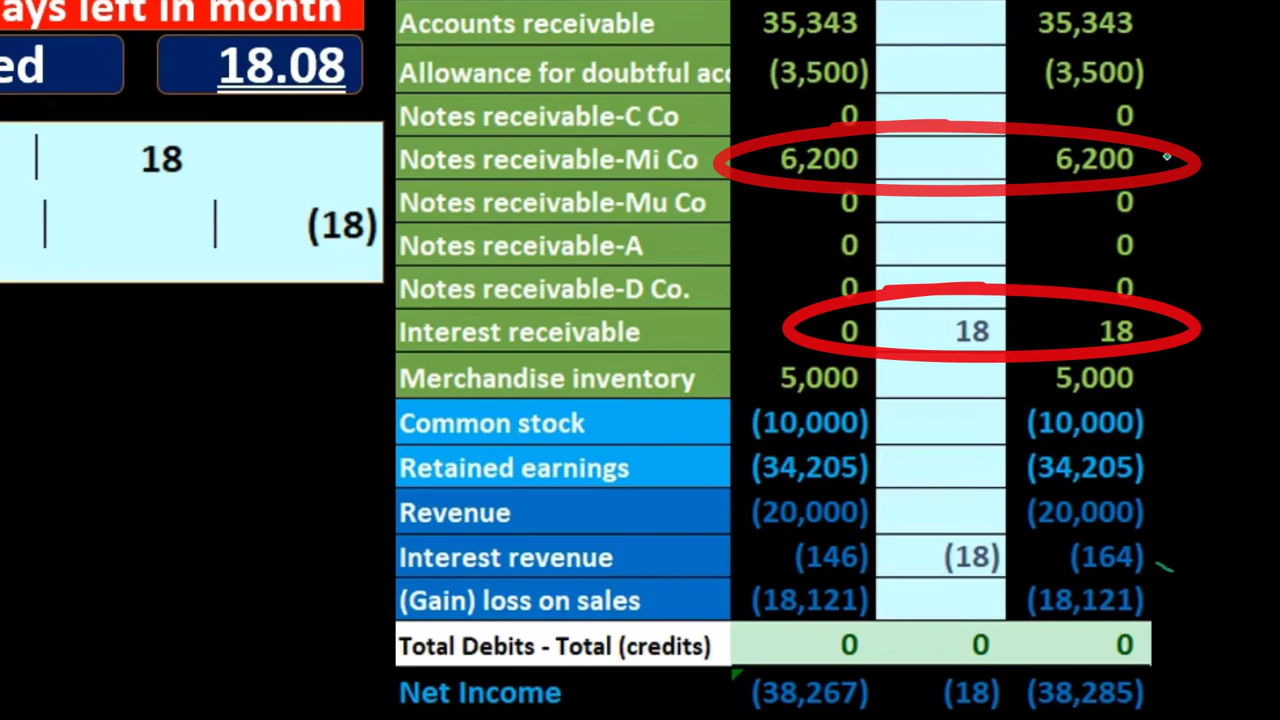 ays left in month
ed 18.08
18
(18)
Accounts receivable 35,343 35,343
Allowance for doubtful acc (3,500) (3,500)
Notes receivable-C Co 0 0
Notes receivable-Mi Co 6,200 6,200
Notes receivable-Mu Co 0 0
Notes receivable-A 0 0
Notes receivable-D Co. 0 0
Interest receivable 0 18 18
Merchandise inventory 5,000 5,000
Common stock (10,000) (10,000)
Retained earnings (34,205) (34,205)
Revenue (20,000) (20,000)
Interest revenue (146) (18) (164)
(Gain) loss on sales (18,121) (18,121)
Total Debits - Total (credits) 0 0 0
Net Income (38,267) (18) (38,285)